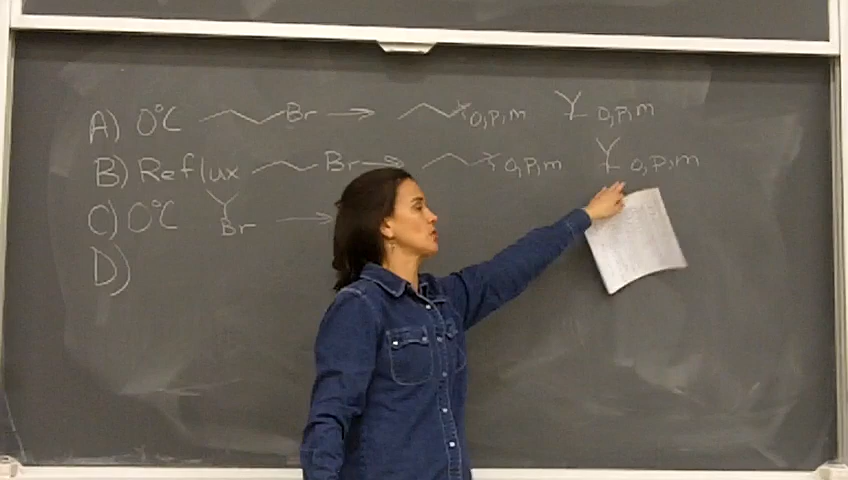 A) 0°C Br → o,p,m o,p,m
B) Reflux Br → o,p,m o,p,m
C) 0°C Br →
D)